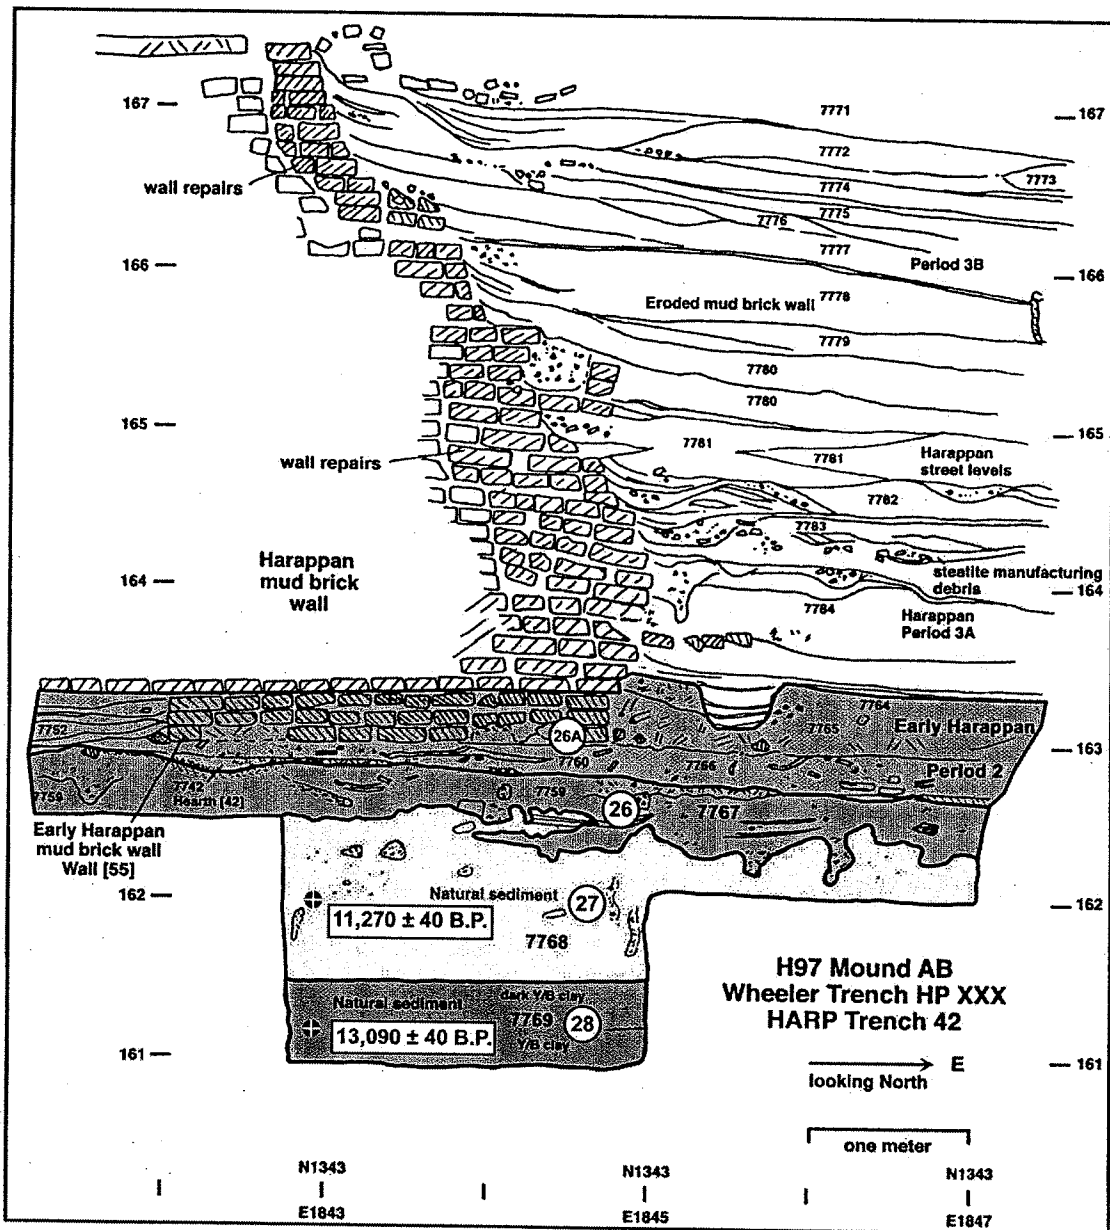 167
167
7771
7772
7773
7774
7775
7776
7777
wall repairs
166
166
Period 3B
7778
Eroded mud brick wall
7779
7780
7780
165
165
7781
7781
Harappan
street levels
wall repairs
7782
7783
Harappan
mud brick
wall
164
164
steatite manufacturing
debris
7784
Harappan
Period 3A
7764
Early Harappan
7765
7752
26A
163
7760
7766
Period 2
7742
Hearth [42]
7759
7759
26
7767
Early Harappan
mud brick wall
Wall [55]
162
162
Natural sediment
27
11,270 ± 40 B.P.
7768
H97 Mound AB
Wheeler Trench HP XXX
HARP Trench 42
Natural sediment
dark Y/B clay
7769
28
13,090 ± 40 B.P.
Y/B clay
161
161
E
looking North
one meter
N1343
N1343
N1343
E1843
E1845
E1847